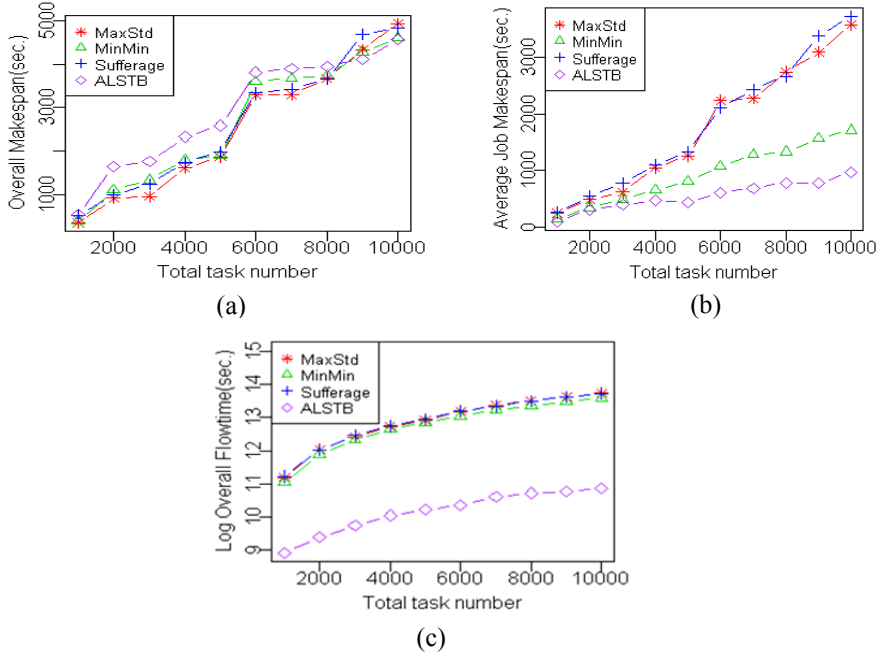 Overall Makespan(sec.)
5000
3000
1000
MaxStd
MinMin
Sufferage
ALSTB
2000 4000 6000 8000 10000
Total task number
(a)
Average Job Makespan(sec.)
3000
2000
1000
0
MaxStd
MinMin
Sufferage
ALSTB
2000 4000 6000 8000 10000
Total task number
(b)
Log Overall Flowtime(sec.)
15
14
13
12
11
10
9
MaxStd
MinMin
Sufferage
ALSTB
2000 4000 6000 8000 10000
Total task number
(c)